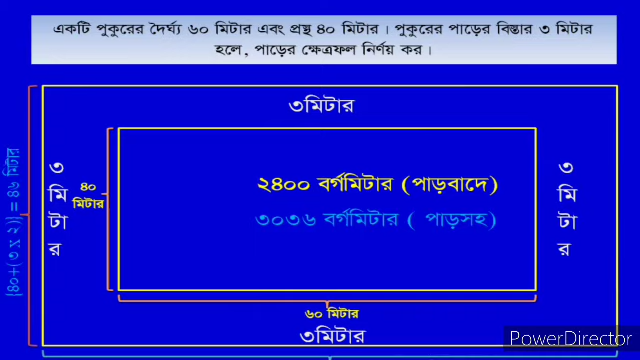 একটি পুকুরের দৈর্ঘ্য ৬০ মিটার এবং প্রস্থ ৪০ মিটার। পুকুরের পাড়ের বিস্তার ৩ মিটার
হলে, পাড়ের ক্ষেত্রফল নির্ণয় কর।
৩মিটার
{৪০+(৩ x ২)} = ৪৬ মিটার
৩
মি
টা
র
৪০
মিটার
২৪০০ বর্গমিটার (পাড়বাদে)
৩০৩৬ বর্গমিটার ( পাড়সহ)
৩
মি
টা
র
৬০ মিটার
৩মিটার
PowerDirector